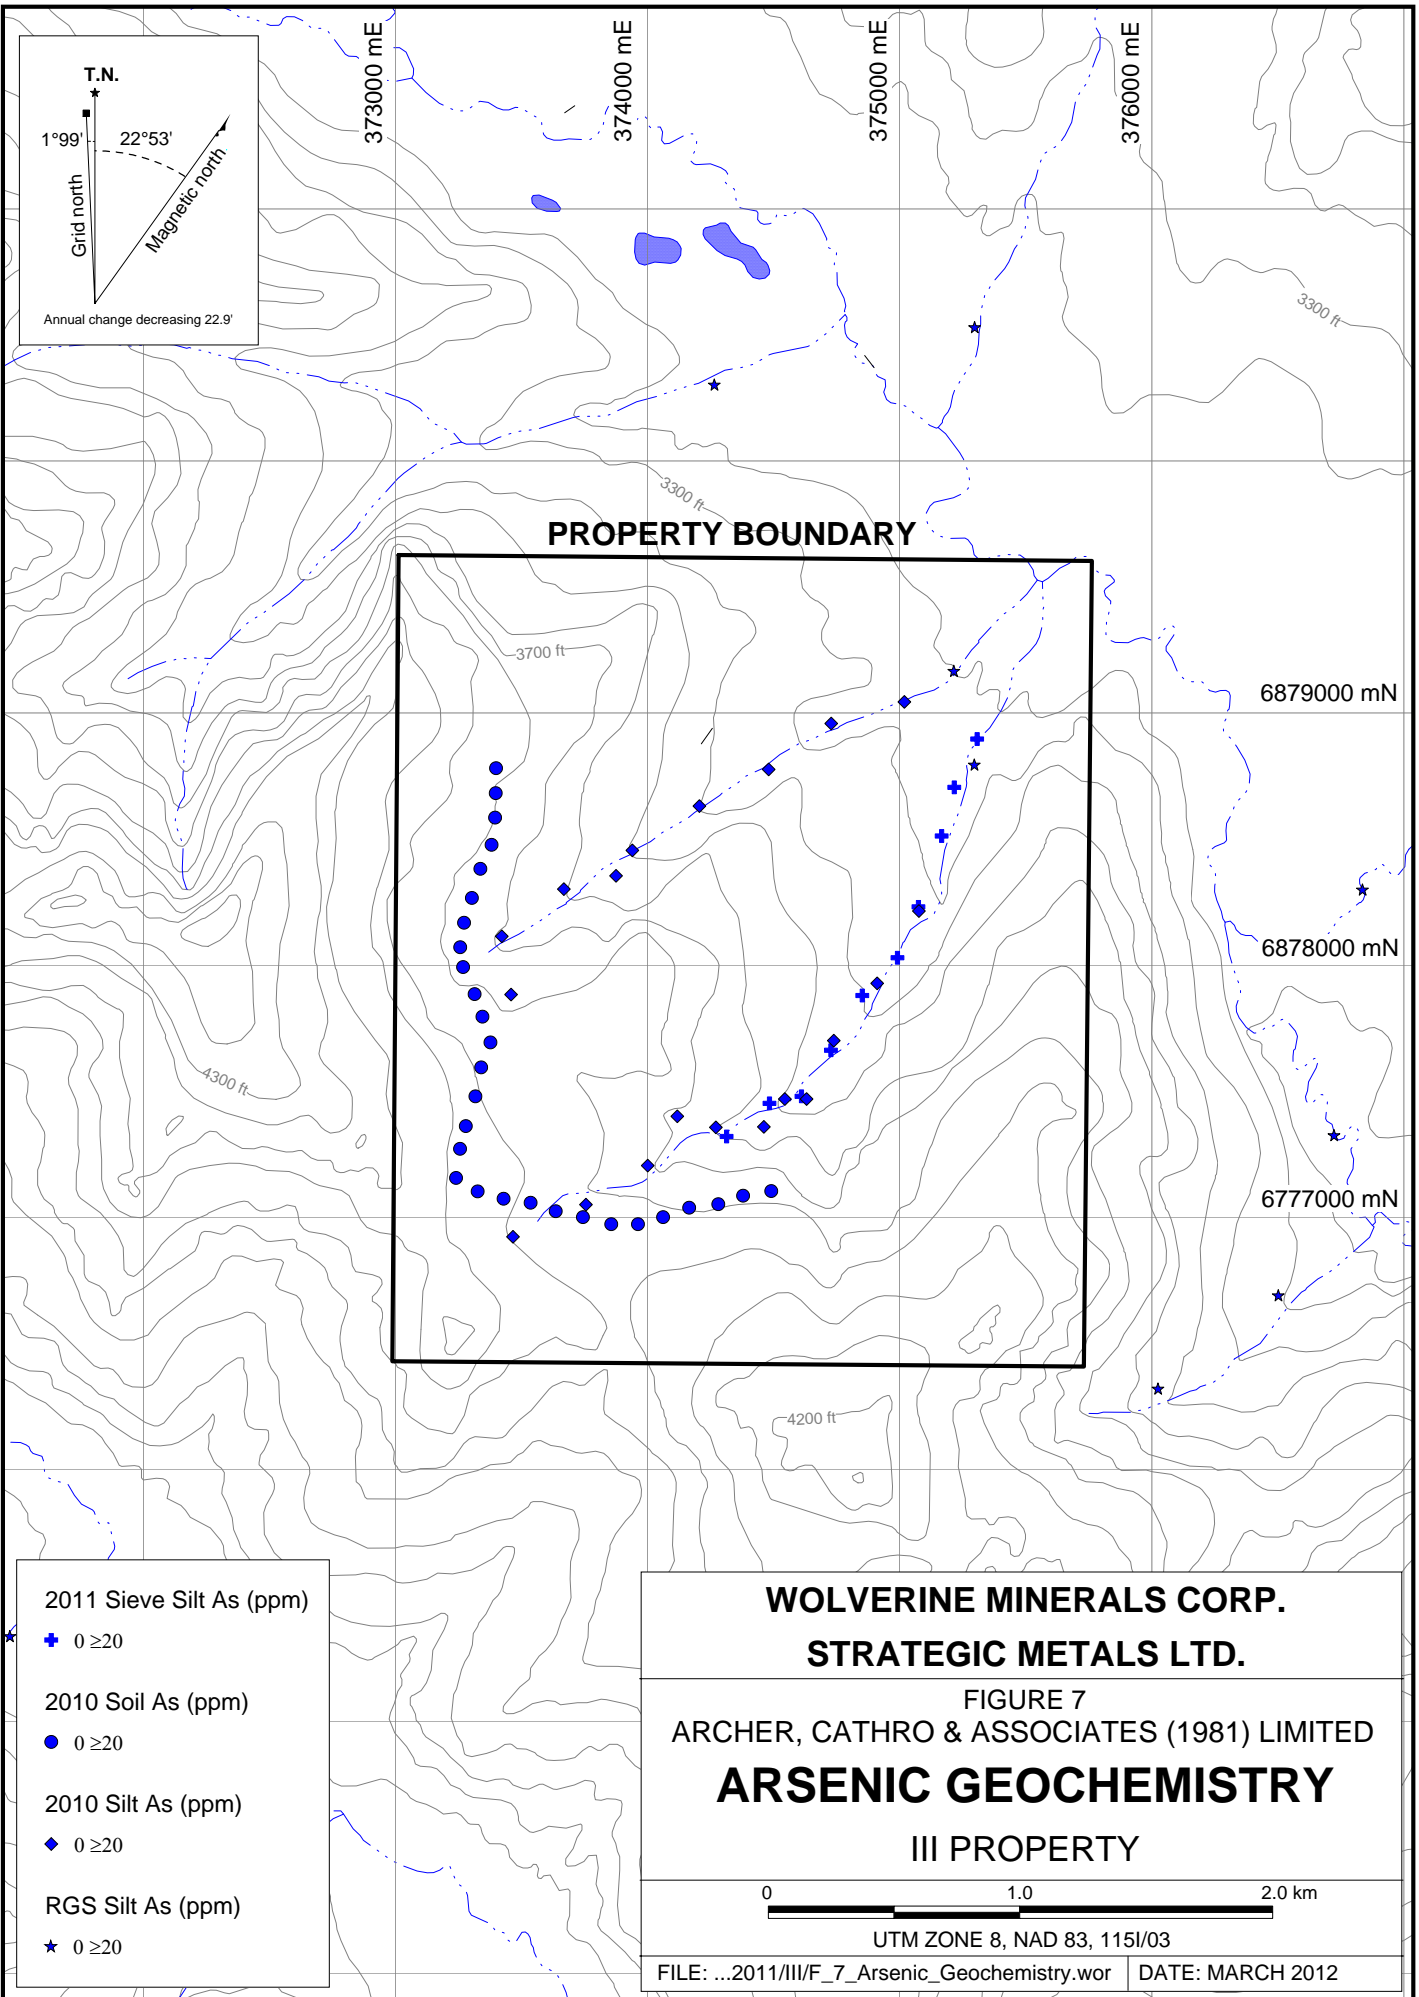 373000 mE
374000 mE
375000 mE
376000 mE
T.N.
1°99' 22°53'
Grid north
Magnetic north
Annual change decreasing 22.9'
3300 ft
3300 ft
PROPERTY BOUNDARY
3700 ft
6879000 mN
6878000 mN
4300 ft
6777000 mN
4200 ft
2011 Sieve Silt As (ppm)
0 ≥20
2010 Soil As (ppm)
0 ≥20
2010 Silt As (ppm)
0 ≥20
RGS Silt As (ppm)
0 ≥20
WOLVERINE MINERALS CORP.
STRATEGIC METALS LTD.
FIGURE 7
ARCHER, CATHRO & ASSOCIATES (1981) LIMITED
ARSENIC GEOCHEMISTRY
III PROPERTY
0 1.0 2.0 km
UTM ZONE 8, NAD 83, 115I/03
FILE: ...2011/III/F_7_Arsenic_Geochemistry.wor DATE: MARCH 2012